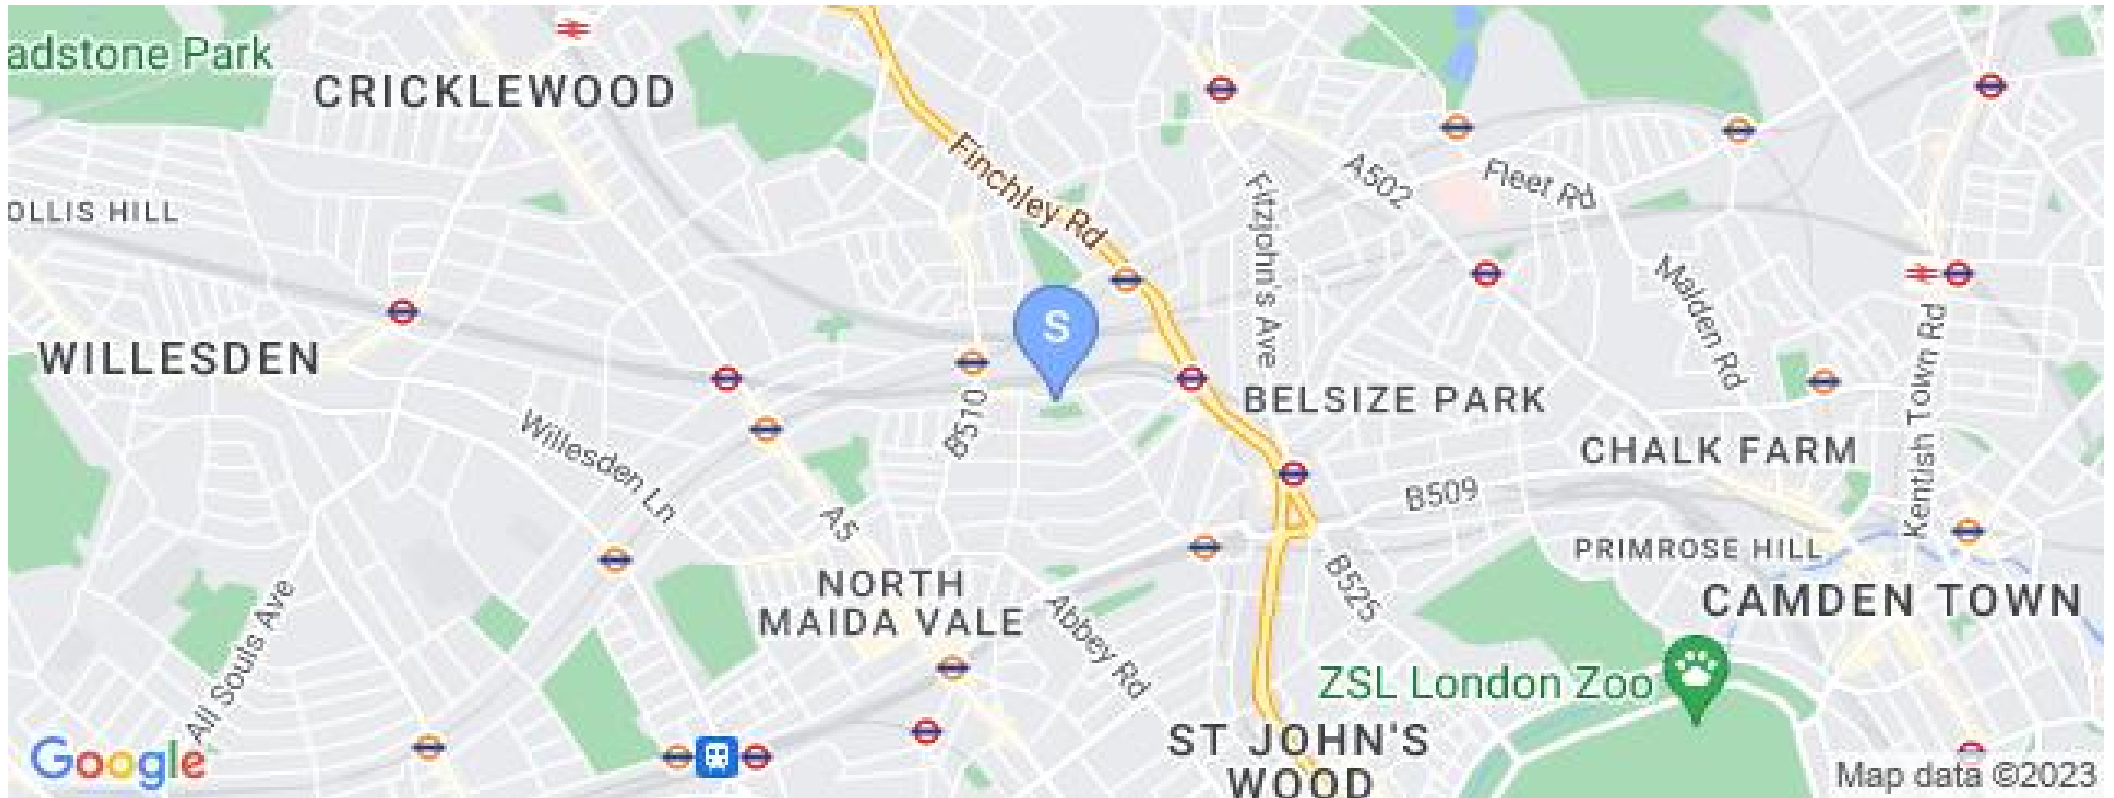 adstone Park
CRICKLEWOOD
Finchley Rd
A502
Fleet Rd
OLLIS HILL
Fitzjohn's Ave
Maiden Rd
S
WILLESDEN
Kentish Town Rd
B510
BELSIZE PARK
Willesden Ln
CHALK FARM
A5
B509
PRIMROSE HILL
NORTH
MAIDA VALE
B525
CAMDEN TOWN
Abbey Rd
All Souls Ave
ZSL London Zoo
ST JOHN'S
WOOD
Google
Map data ©2023